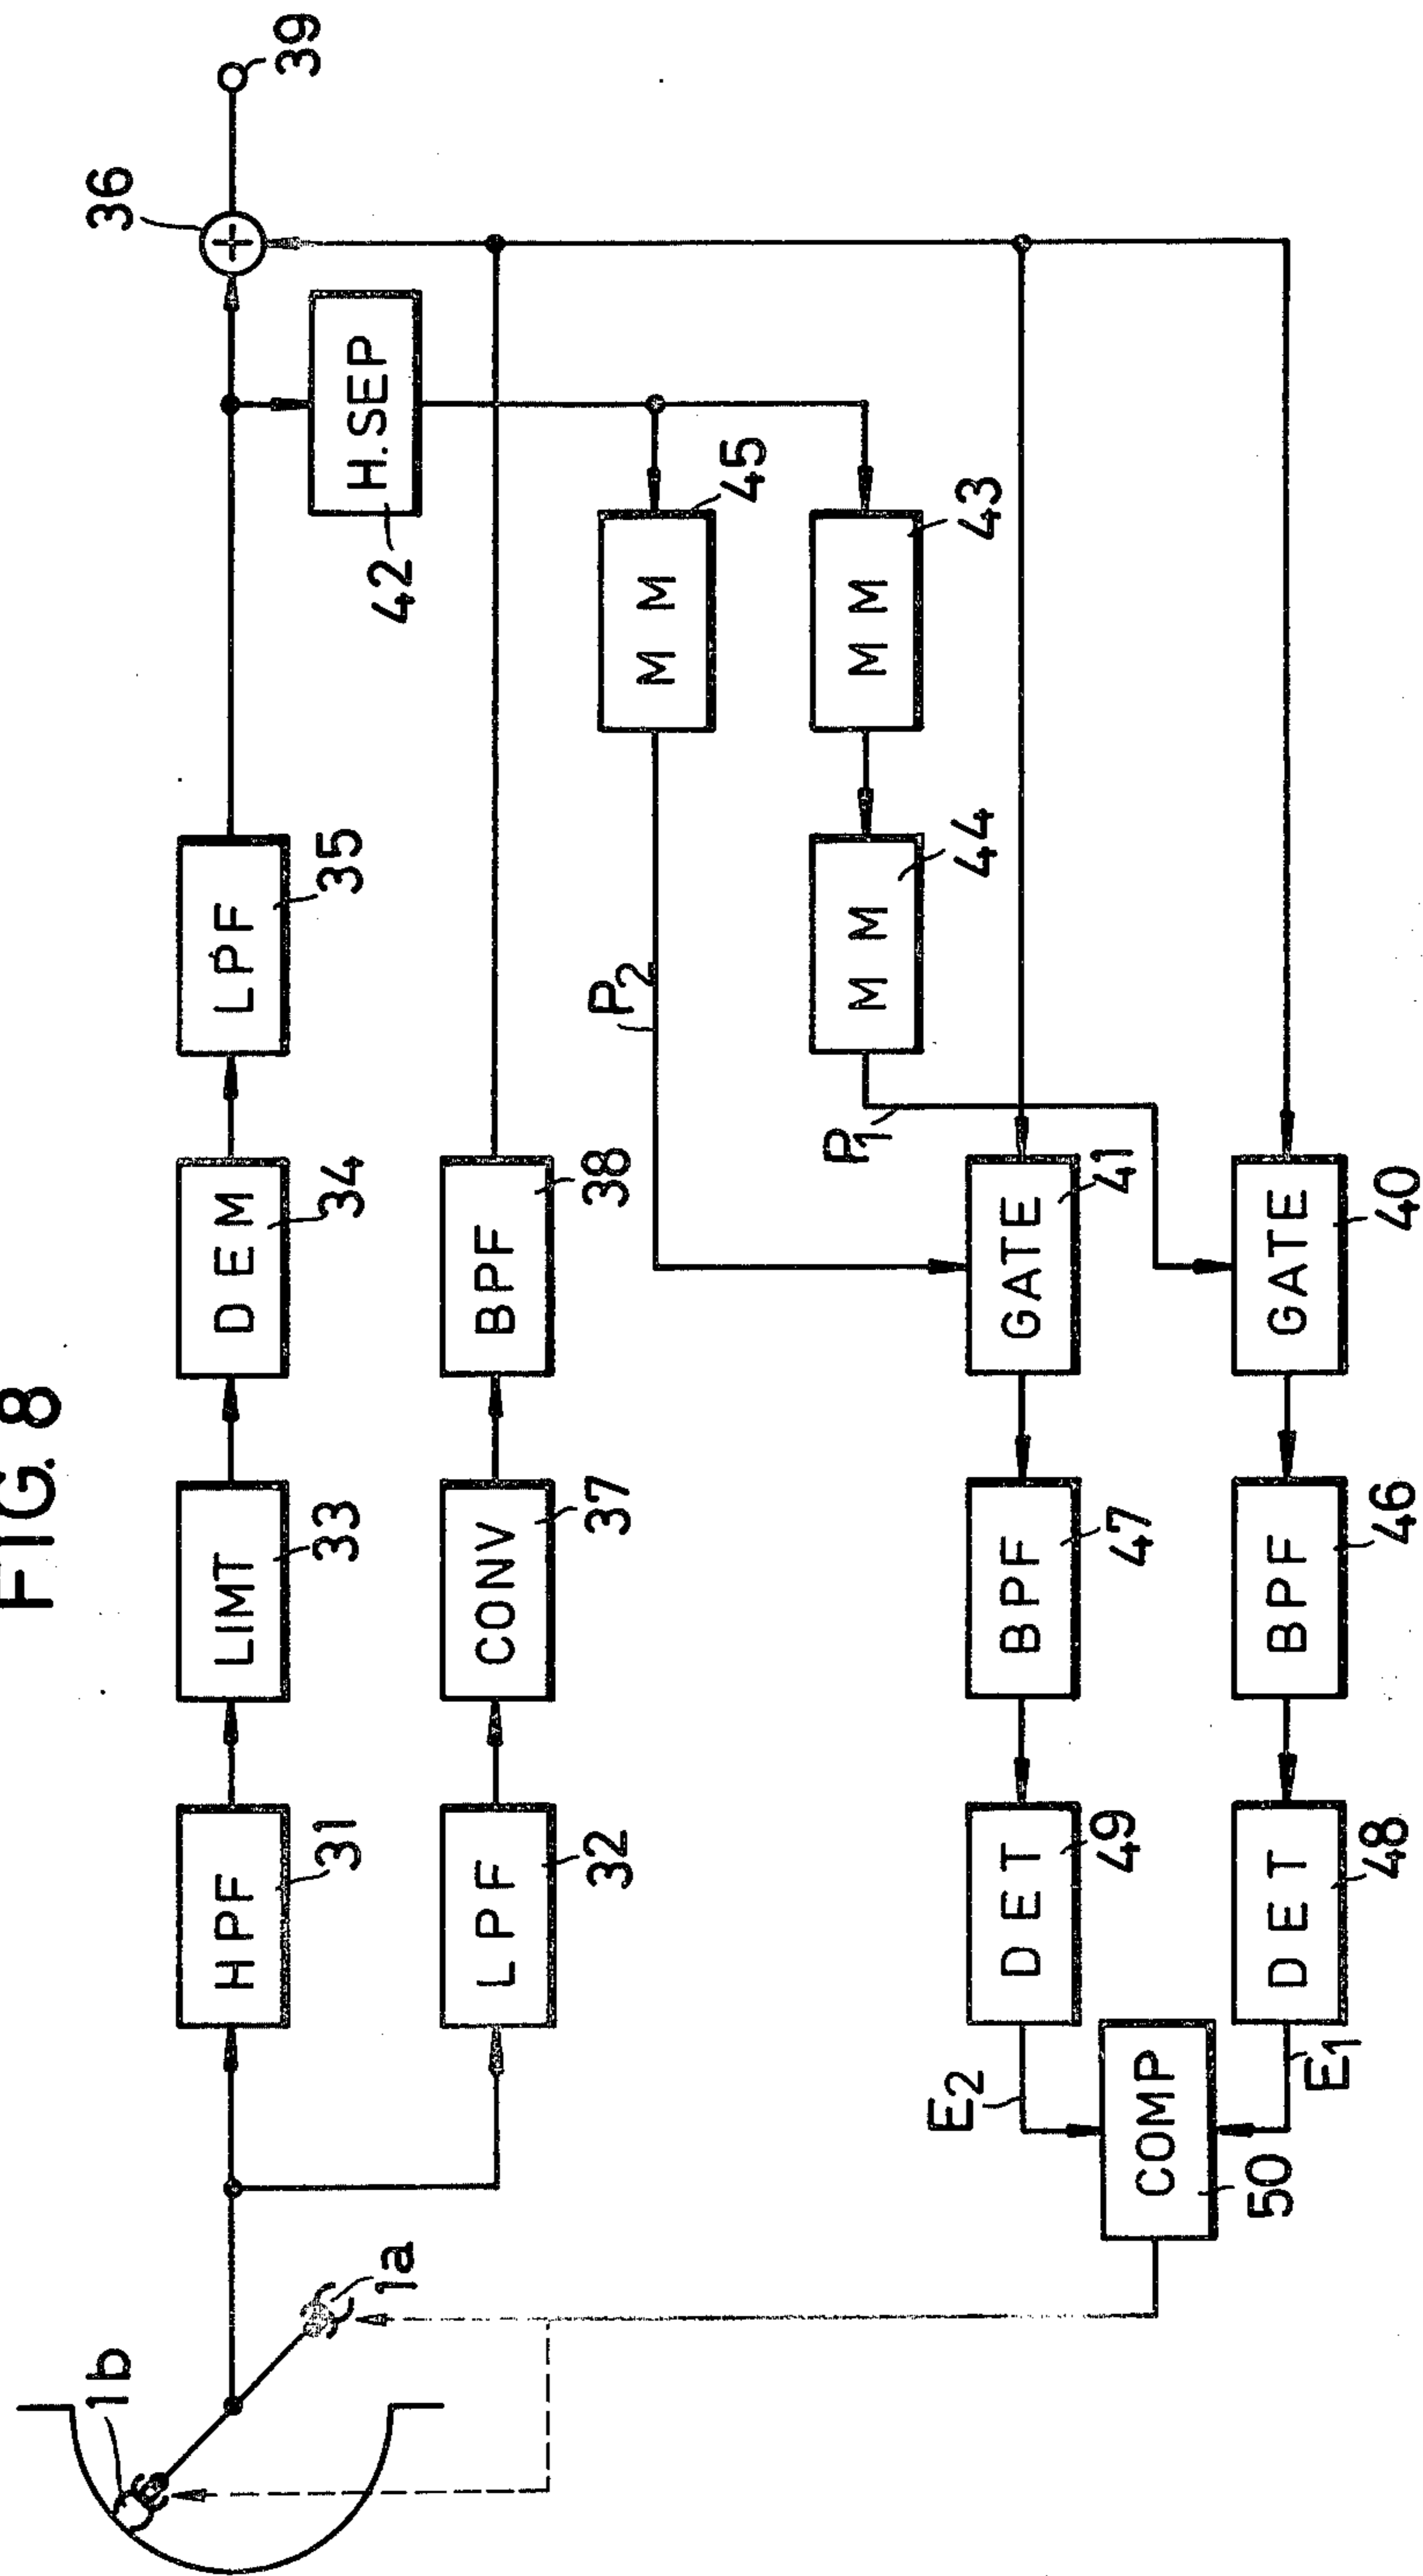 FIG. 8
36
39
HPF
31
LIMT
33
DEM
34
LPF
35
H.SEP
42
1b
1a
LPF
32
CONV
37
BPF
38
MM
45
P2
MM
43
MM
44
P1
E2
DET
49
BPF
47
GATE
41
COMP
50
E1
DET
48
BPF
46
GATE
40